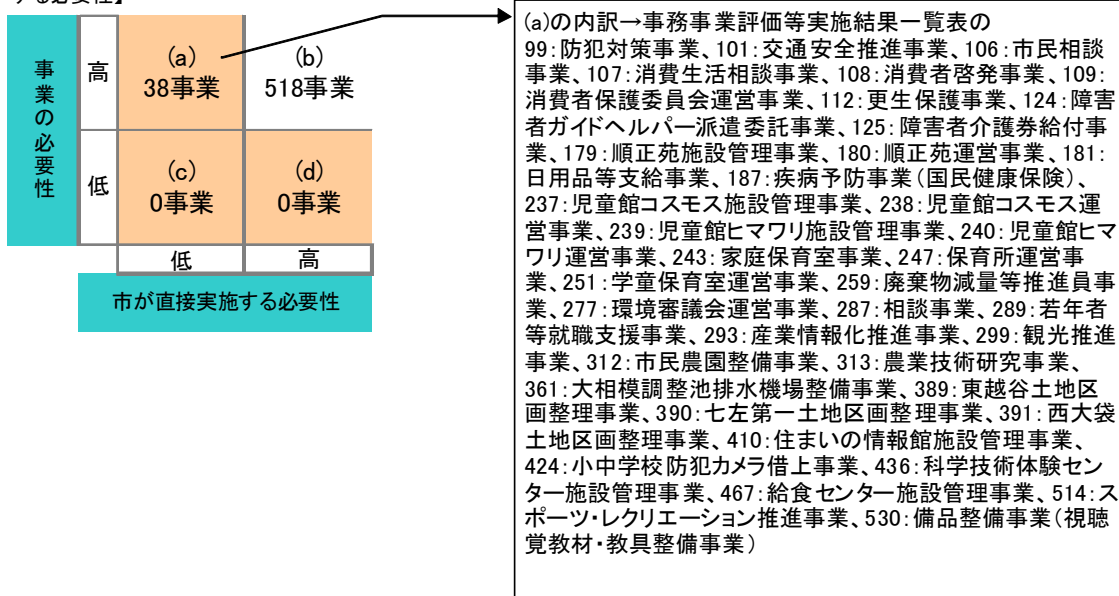 する必要性】
事業の必要性
高
(a)
38事業
(b)
518事業
低
(c)
0事業
(d)
0事業
低
高
市が直接実施する必要性
(a)の内訳→事務事業評価等実施結果一覧表の
99:防犯対策事業、101:交通安全推進事業、106:市民相談
事業、107:消費生活相談事業、108:消費者啓発事業、109:
消費者保護委員会運営事業、112:更生保護事業、124:障害
者ガイドヘルパー派遣委託事業、125:障害者介護券給付事
業、179:順正苑施設管理事業、180:順正苑運営事業、181:
日用品等支給事業、187:疾病予防事業(国民健康保険)、
237:児童館コスモス施設管理事業、238:児童館コスモス運
営事業、239:児童館ヒマワリ施設管理事業、240:児童館ヒマ
ワリ運営事業、243:家庭保育室事業、247:保育所運営事
業、251:学童保育室運営事業、259:廃棄物減量等推進員事
業、277:環境審議会運営事業、287:相談事業、289:若年者
等就職支援事業、293:産業情報化推進事業、299:観光推進
事業、312:市民農園整備事業、313:農業技術研究事業、
361:大相模調整池排水機場整備事業、389:東越谷土地区
画整理事業、390:七左第一土地区画整理事業、391:西大袋
土地区画整理事業、410:住まいの情報館施設管理事業、
424:小中学校防犯カメラ借上事業、436:科学技術体験セン
ター施設管理事業、467:給食センター施設管理事業、514:ス
ポーツ・レクリエーション推進事業、530:備品整備事業(視聴
覚教材・教具整備事業)